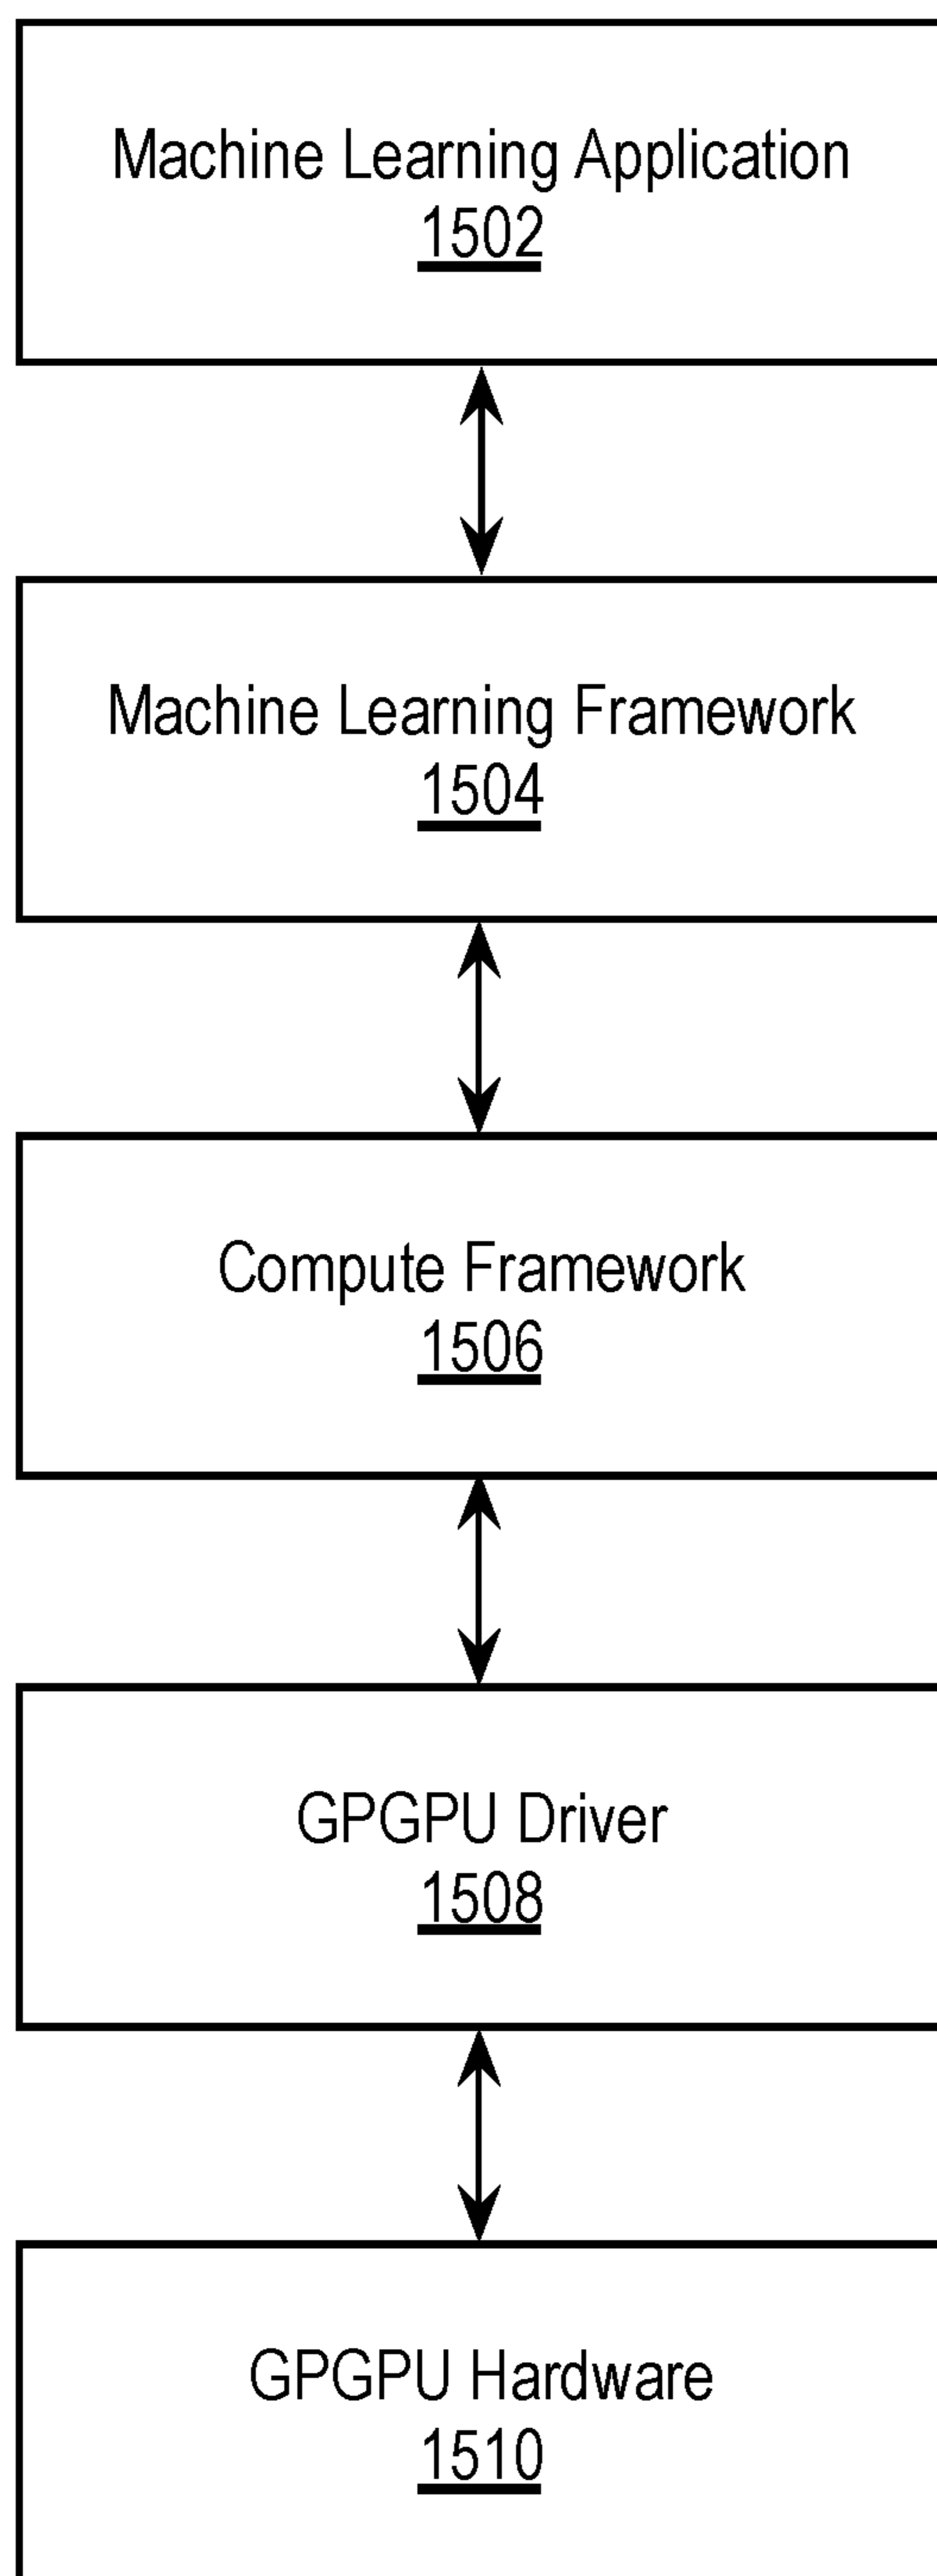 Machine Learning Application
1502
Machine Learning Framework
1504
Compute Framework
1506
GPGPU Driver
1508
GPGPU Hardware
1510